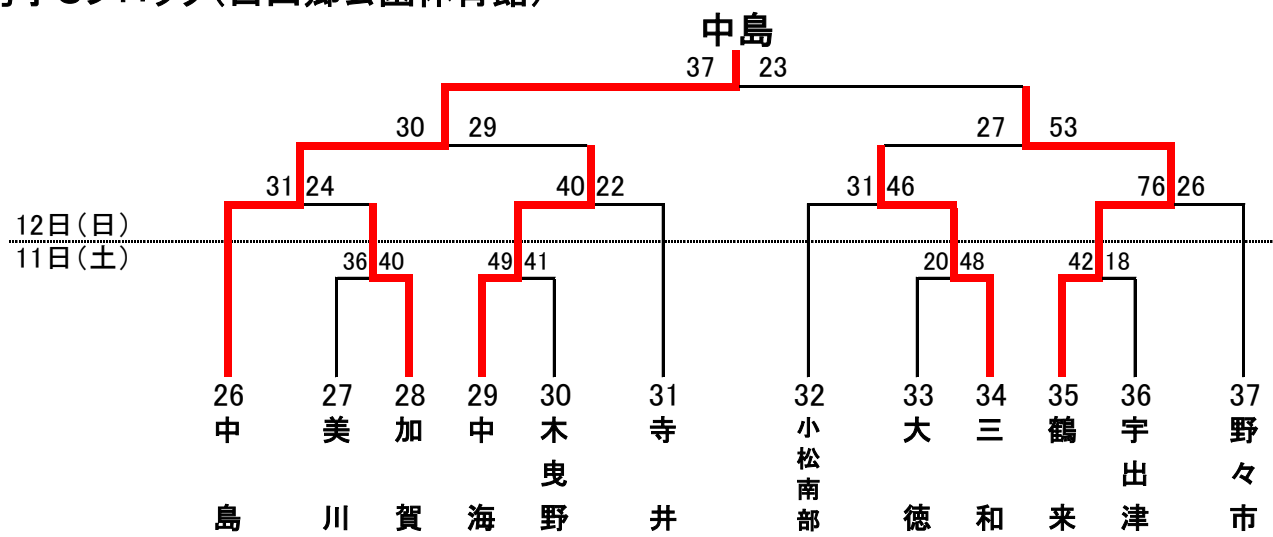 中島
37 23
30 29 27 53
31 24 40 22 31 46 76 26
12日(日)
11日(土)
36 40 49 41 20 48 42 18
26 27 28 29 30 31 32 33 34 35 36 37
中島 美川 加賀 中海 木曳野 寺井 小松南部 大徳 三和 鶴来 宇出津 野々市